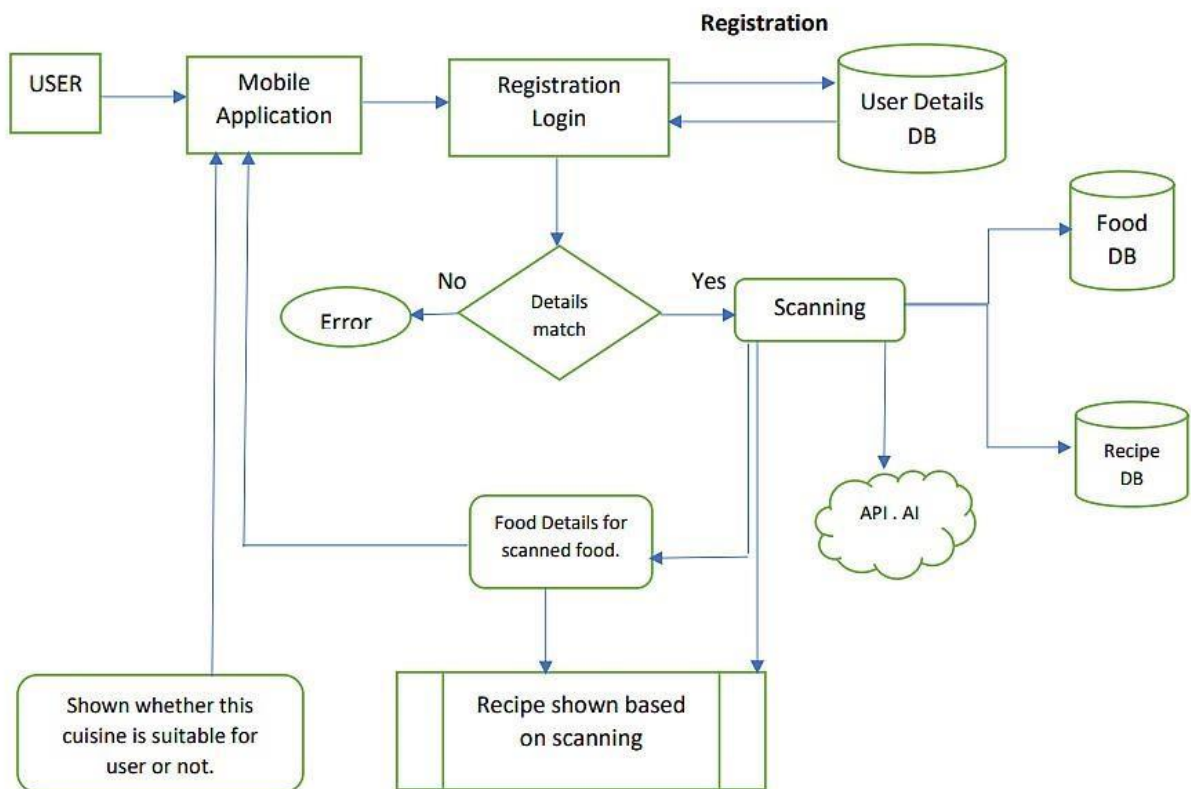 Registration
USER
Mobile
Application
Registration
Login
User Details
DB
Food
DB
No
Details
match
Yes
Scanning
Error
Recipe
DB
API . AI
Food Details for
scanned food.
Shown whether this
cuisine is suitable for
user or not.
Recipe shown based
on scanning